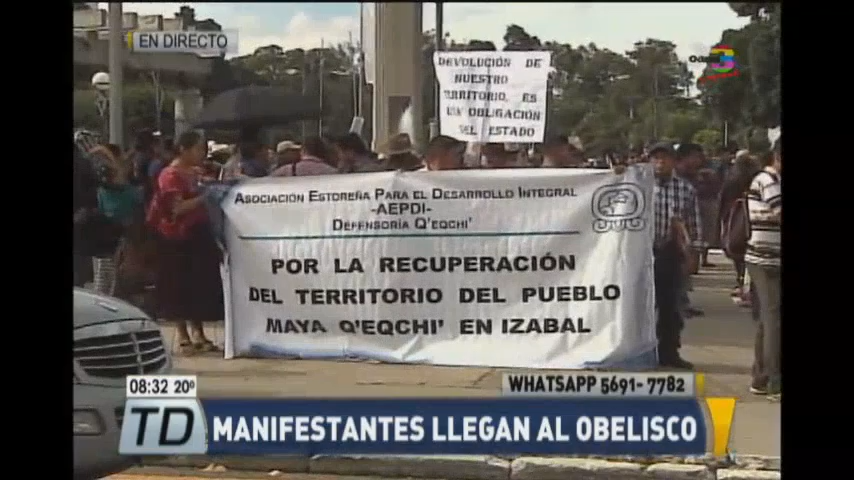 EN DIRECTO
3
DEVOLUCIÓN DE
NUESTRO
TERRITORIO, ES
UNA OBLIGACIÓN
DEL ESTADO
ASOCIACIÓN ESTOREÑA PARA EL DESARROLLO INTEGRAL
-AEPDI-
DEFENSORÍA Q'EQCHI'
POR LA RECUPERACIÓN
DEL TERRITORIO DEL PUEBLO
MAYA Q'EQCHI' EN IZABAL
08:32 20°
WHATSAPP 5691-7782
TD
MANIFESTANTES LLEGAN AL OBELISCO